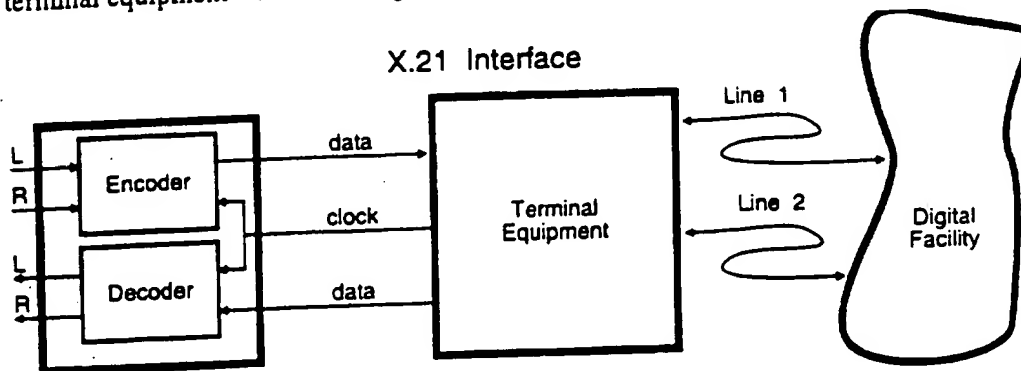 terminal equipment
X.21 Interface
Line 1
L
R
Encoder
data
clock
Terminal
Equipment
Line 2
Digital
Facility
L
R
Decoder
data